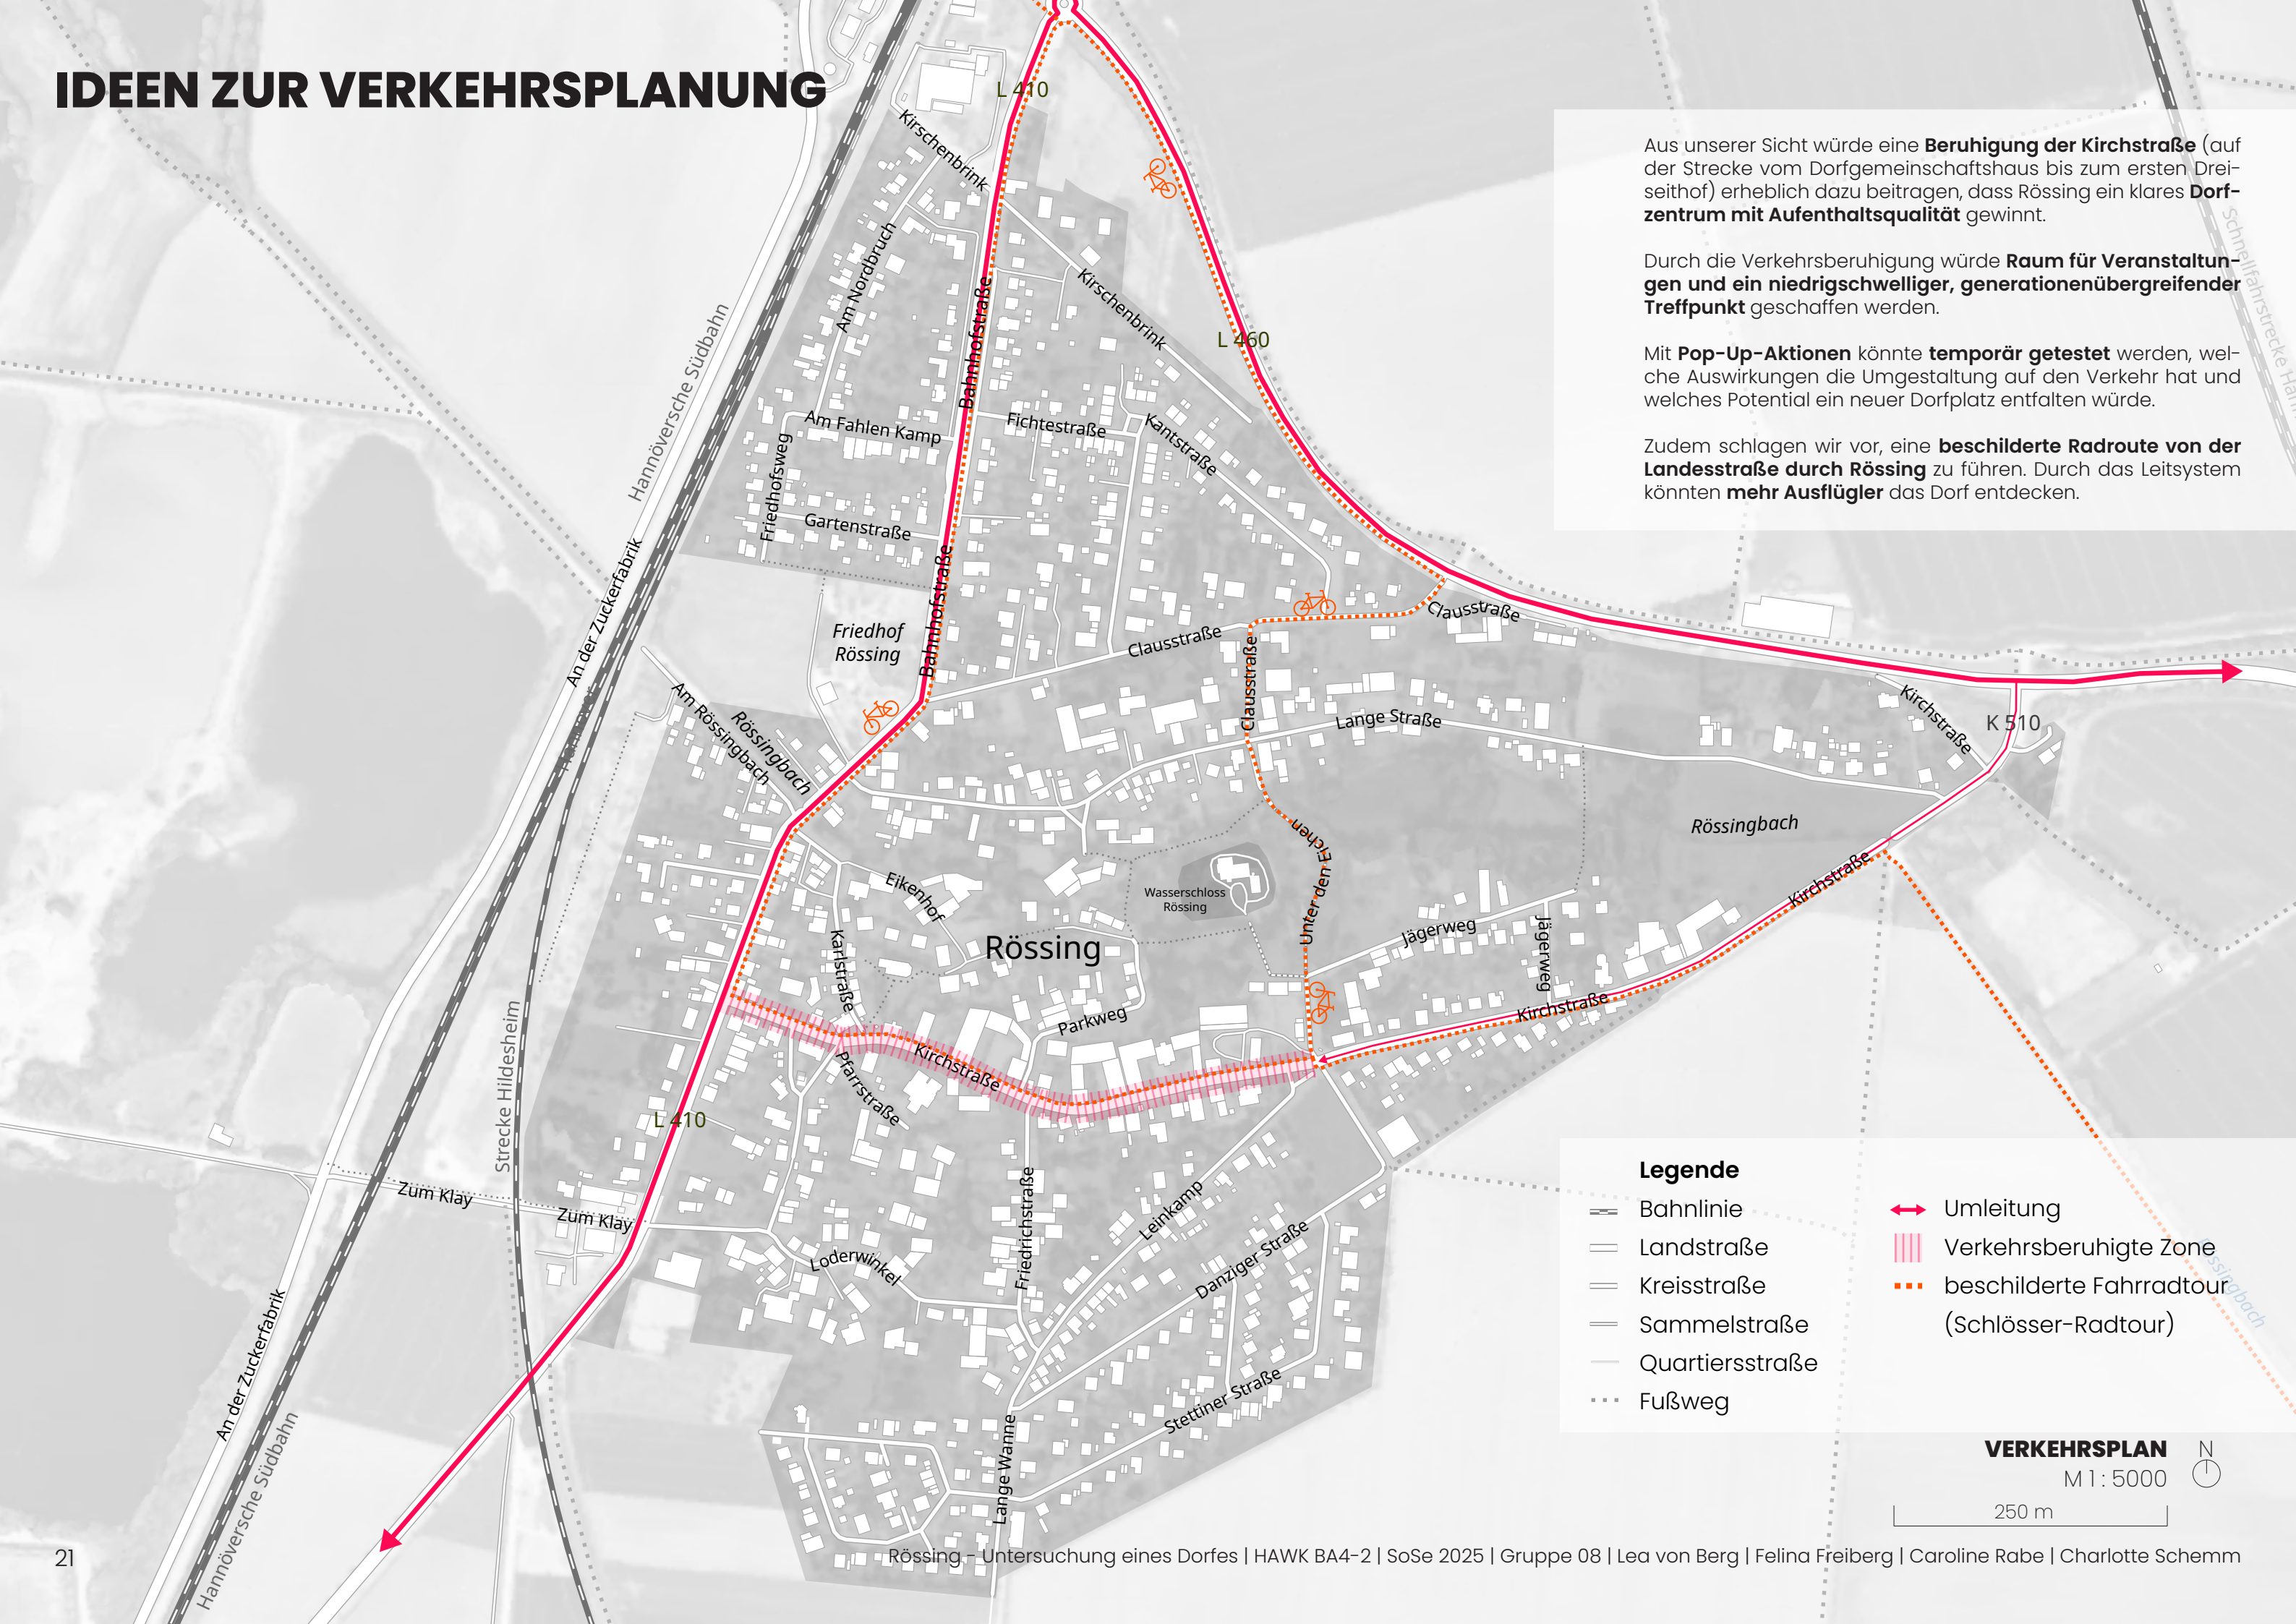 IDEEN ZUR VERKEHRSPLANUNG
Aus unserer Sicht würde eine Beruhigung der Kirchstraße (auf
der Strecke vom Dorfgemeinschaftshaus bis zum ersten Drei-
seithof) erheblich dazu beitragen, dass Rössing ein klares Dorf-
zentrum mit Aufenthaltsqualität gewinnt.
Durch die Verkehrsberuhigung würde Raum für Veranstaltun-
gen und ein niedrigschwelliger, generationenübergreifender
Treffpunkt geschaffen werden.
Mit Pop-Up-Aktionen könnte temporär getestet werden, wel-
che Auswirkungen die Umgestaltung auf den Verkehr hat und
welches Potential ein neuer Dorfplatz entfalten würde.
Zudem schlagen wir vor, eine beschilderte Radroute von der
Landesstraße durch Rössing zu führen. Durch das Leitsystem
könnten mehr Ausflügler das Dorf entdecken.
L 410
Kirschenbrink
Am Nordbruch
Bahnhofstraße
Kirschenbrink
L 460
Hannöversche Südbahn
Am Fahlen Kamp
Fichtestraße
Kantstraße
Friedhofsweg
Gartenstraße
An der Zuckerfabrik
Bahnhofstraße
Friedhof
Rössing
Clausstraße
Clausstraße
Clausstraße
Am Rössingbach
Rössingbach
Lange Straße
Kirchstraße
K 510
Rössingbach
Unter den Eichen
Kirchstraße
Eikenhof
Wasserschloss
Rössing
Jägerweg
Jägerweg
Karlstraße
Rössing
Parkweg
Kirchstraße
Kirchstraße
Pfarrstraße
L 410
Strecke Hildesheim
Zum Klay
Zum Klay
Loderwinkel
Friedrichstraße
Leinkamp
Danziger Straße
Stettiner Straße
Lange Wanne
An der Zuckerfabrik
Hannöversche Südbahn
Schnellfahrstrecke
Rössingbach
Legende
Bahnlinie
Landstraße
Kreisstraße
Sammelstraße
Quartiersstraße
Fußweg
Umleitung
Verkehrsberuhigte Zone
beschilderte Fahrradtour
(Schlösser-Radtour)
VERKEHRSPLAN
N
M 1 : 5000
250 m
21
Rössing - Untersuchung eines Dorfes | HAWK BA4-2 | SoSe 2025 | Gruppe 08 | Lea von Berg | Felina Freiberg | Caroline Rabe | Charlotte Schemm